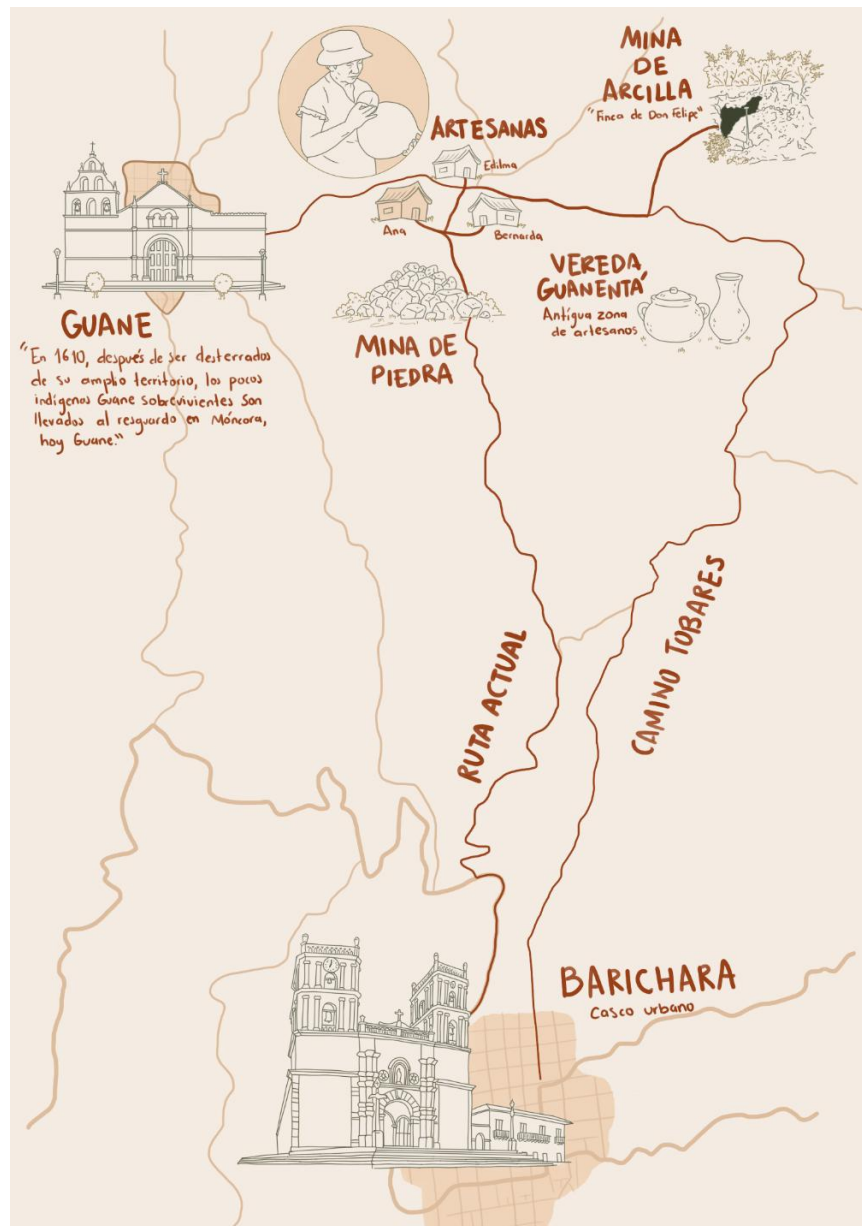 MINA
DE
ARCILLA
"Finca de Don Felipe"
ARTESANAS
Edilma
Ana
Bernarda
VEREDA
GUANENTÁ
Antígua zona
de artesanos
GUANE
"En 1610, después de ser desterrados
de su amplio territorio, los pocos
indígenas Guane sobrevivientes son
llevados al resguardo en Móncora,
hoy Guane."
MINA DE
PIEDRA
RUTA ACTUAL
CAMINO TOBARES
BARICHARA
Casco urbano